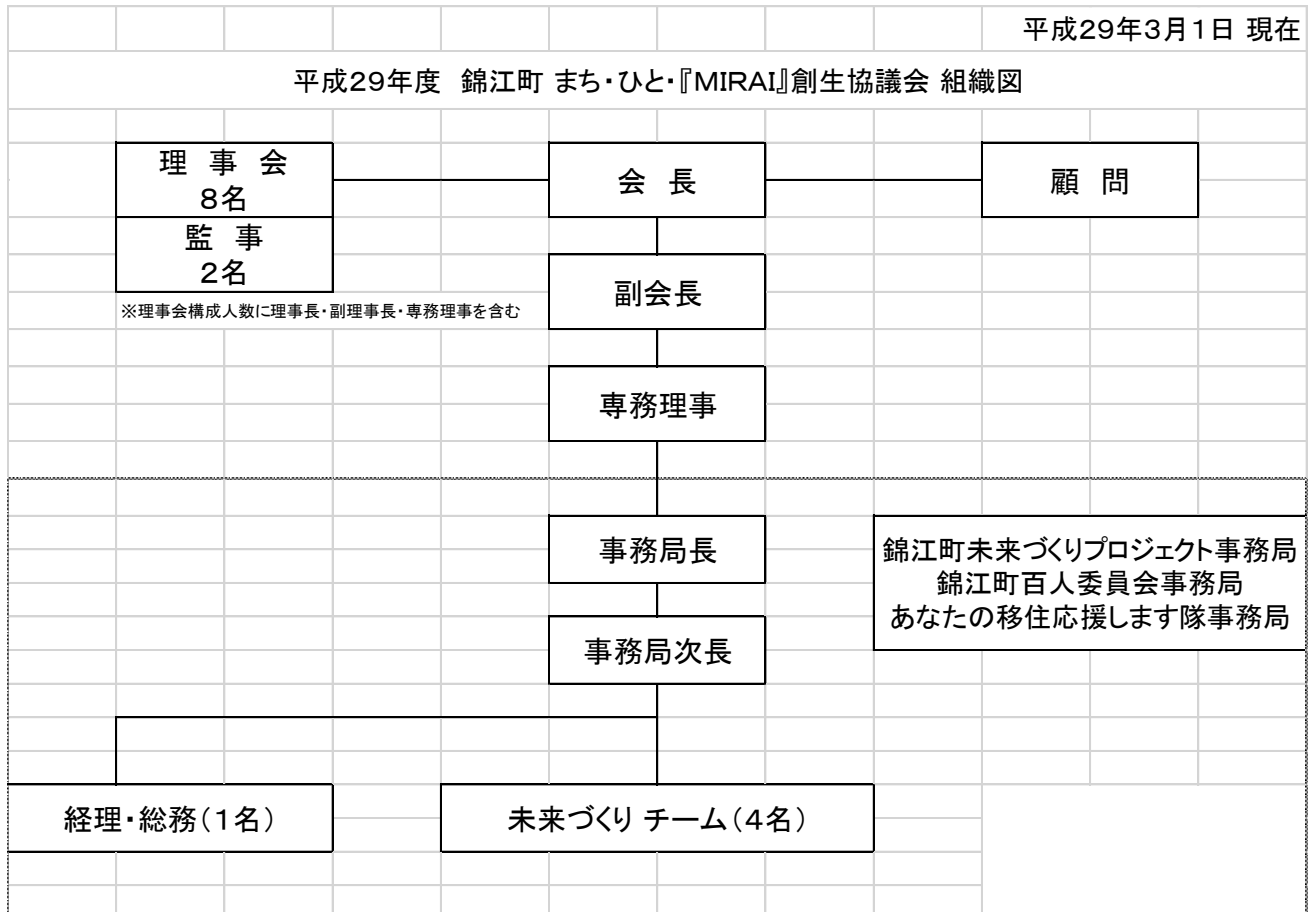 平成29年3月1日 現在
平成29年度　錦江町 まち・ひと・『MIRAI』創生協議会 組織図
理　事　会
8名
会　長
顧　問
監　事
2名
副会長
※理事会構成人数に理事長・副理事長・専務理事を含む
専務理事
事務局長
錦江町未来づくりプロジェクト事務局
錦江町百人委員会事務局
あなたの移住応援します隊事務局
事務局次長
経理・総務（1名）
未来づくり チーム（4名）